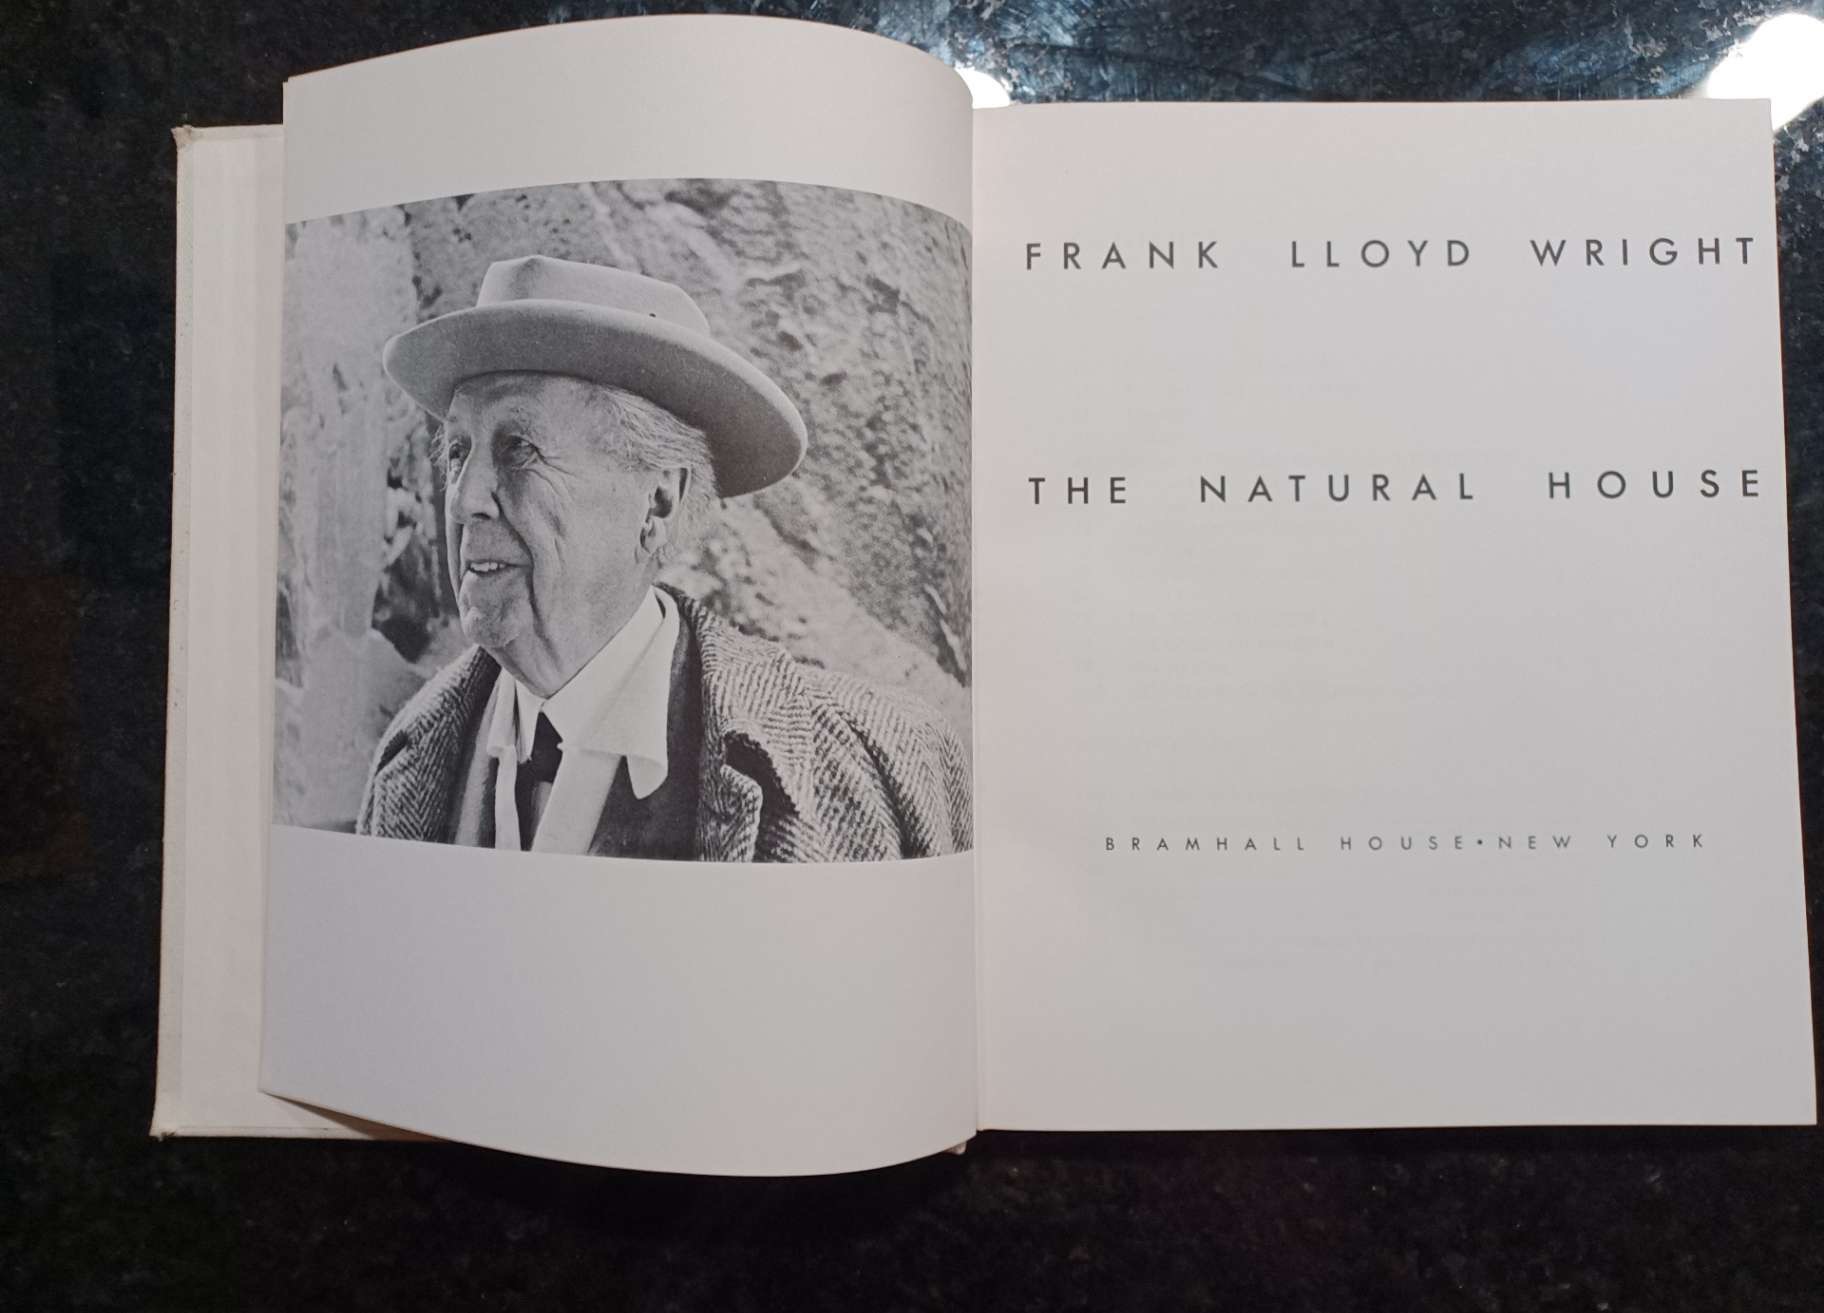 FRANK LLOYD WRIGHT
THE NATURAL HOUSE
BRAMHALL HOUSE•NEW YORK